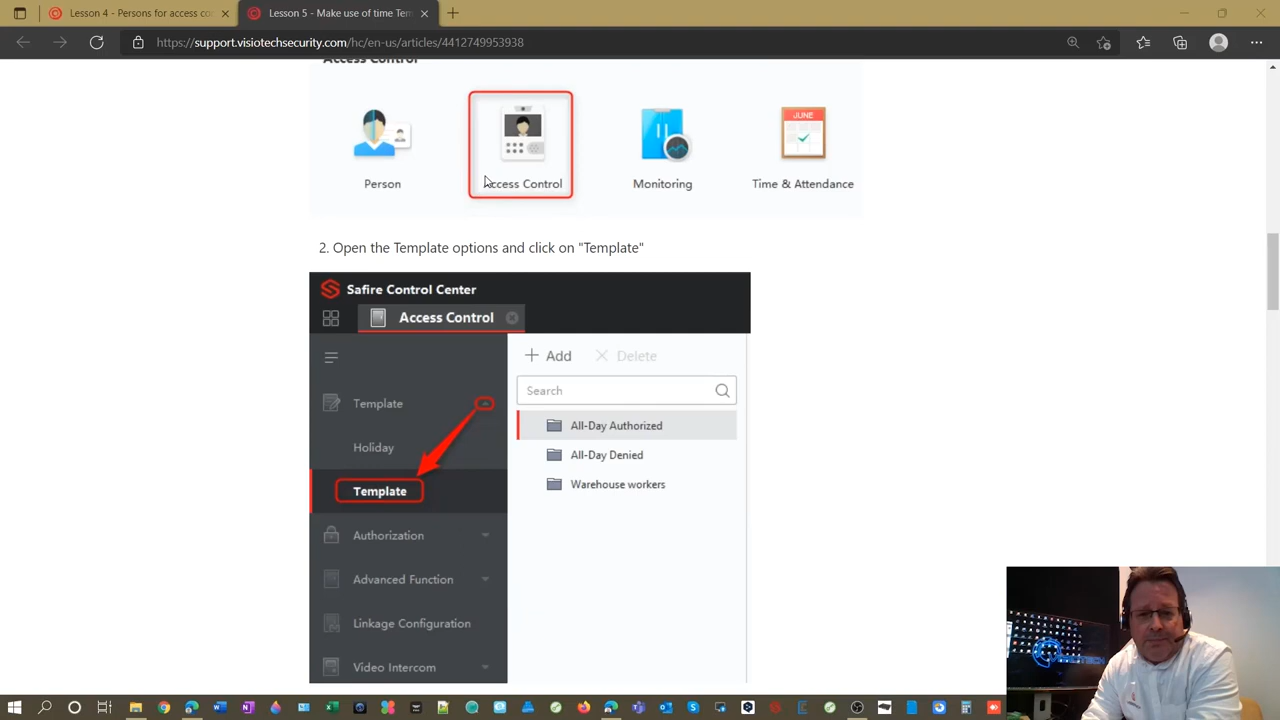 Lesson 4 - Persons for access co
Lesson 5 - Make use of time Tem
https://support.visiotechsecurity.com/hc/en-us/articles/4412749953938
Access Control
Person
Access Control
Monitoring
JUNE
Time & Attendance
2. Open the Template options and click on "Template"
Safire Control Center
Access Control
Template
Holiday
Template
Authorization
Advanced Function
Linkage Configuration
Video Intercom
Add
Delete
Search
All-Day Authorized
All-Day Denied
Warehouse workers